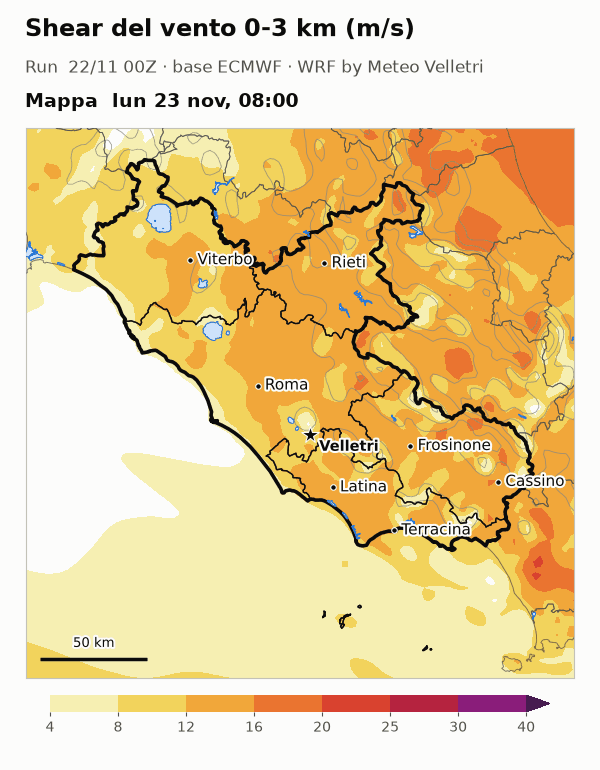 Shear del vento 0-3 km (m/s)
Run  22/11 00Z · base ECMWF · WRF by Meteo Velletri
Mappa  lun 23 nov, 08:00
Viterbo
Rieti
Roma
Velletri
Frosinone
Cassino
Latina
Terracina
50 km
4 8 12 16 20 25 30 40